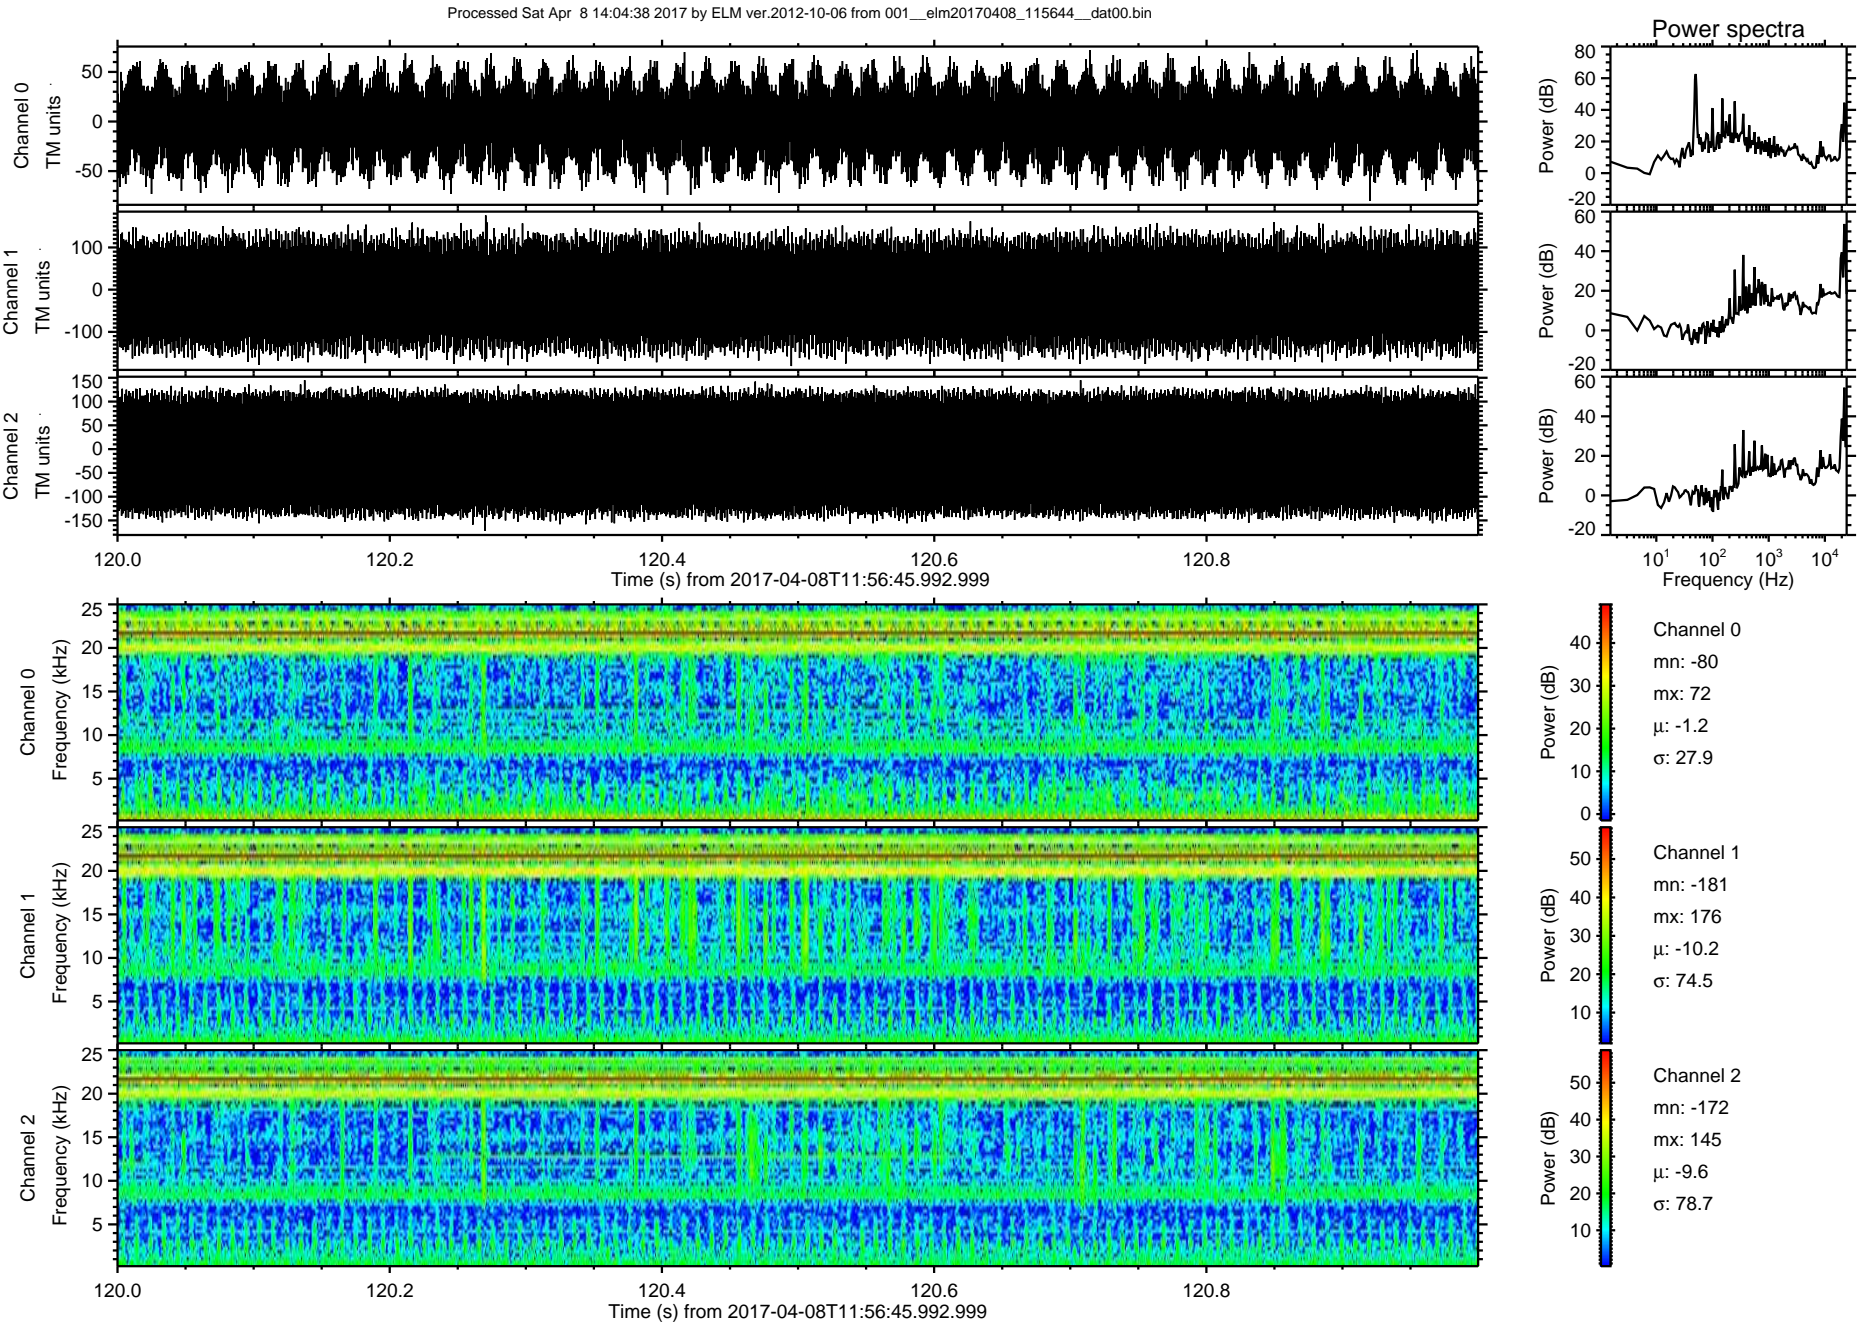 Processed Sat Apr  8 14:04:38 2017 by ELM ver.2012-10-06 from 001__elm20170408_115644__dat00.bin
Power spectra
Channel 0
TM units
50
0
-50
Power (dB)
80
60
40
20
0
-20
Channel 1
TM units
100
0
-100
Power (dB)
60
40
20
0
-20
Channel 2
TM units
150
100
50
0
-50
-100
-150
Power (dB)
60
40
20
0
-20
120.0 120.2 120.4 120.6 120.8
Time (s) from 2017-04-08T11:56:45.992.999
10^1 10^2 10^3 10^4
Frequency (Hz)
Channel 0
Frequency (kHz)
25
20
15
10
5
Power (dB)
40
30
20
10
0
Channel 0
mn: -80
mx: 72
μ: -1.2
σ: 27.9
Channel 1
Frequency (kHz)
25
20
15
10
5
Power (dB)
50
40
30
20
10
Channel 1
mn: -181
mx: 176
μ: -10.2
σ: 74.5
Channel 2
Frequency (kHz)
25
20
15
10
5
Power (dB)
50
40
30
20
10
Channel 2
mn: -172
mx: 145
μ: -9.6
σ: 78.7
120.0 120.2 120.4 120.6 120.8
Time (s) from 2017-04-08T11:56:45.992.999